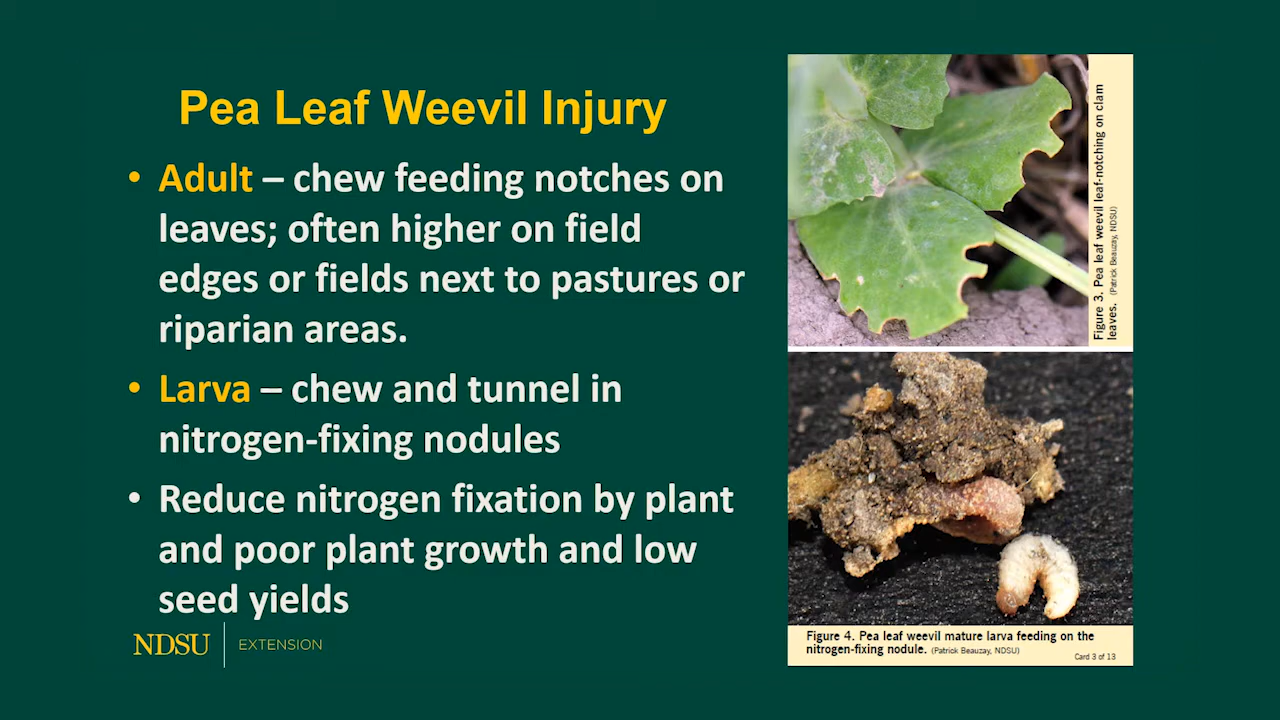 Pea Leaf Weevil Injury
• Adult – chew feeding notches on
leaves; often higher on field
edges or fields next to pastures or
riparian areas.
• Larva – chew and tunnel in
nitrogen-fixing nodules
• Reduce nitrogen fixation by plant
and poor plant growth and low
seed yields
NDSU EXTENSION
Figure 3. Pea leaf weevil leaf-notching on clam
leaves. (Patrick Beauzay, NDSU)
Figure 4. Pea leaf weevil mature larva feeding on the
nitrogen-fixing nodule. (Patrick Beauzay, NDSU)
Card 3 of 13